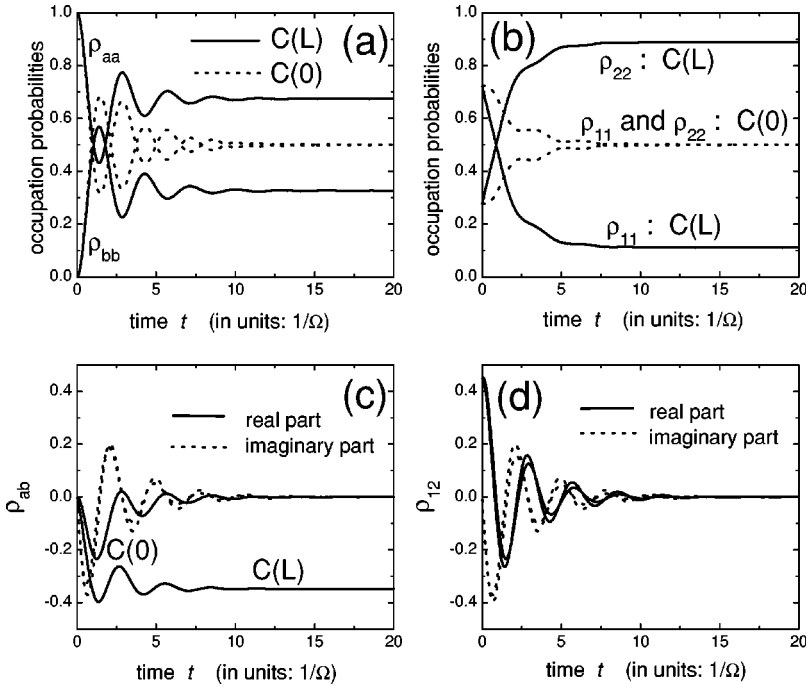 occupation probabilities
1.0
0.8
0.6
0.4
0.2
0.0
ρaa
ρbb
C(L)
C(0)
(a)
0 5 10 15 20
time t (in units: 1/Ω)
occupation probabilities
1.0
0.8
0.6
0.4
0.2
0.0
(b)
ρ22 : C(L)
ρ11 and ρ22 : C(0)
ρ11 : C(L)
0 5 10 15 20
time t (in units: 1/Ω)
ρab
0.4
0.2
0.0
-0.2
-0.4
(c)
real part
imaginary part
C(0)
C(L)
0 5 10 15 20
time t (in units: 1/Ω)
ρ12
0.4
0.2
0.0
-0.2
-0.4
(d)
real part
imaginary part
0 5 10 15 20
time t (in units: 1/Ω)